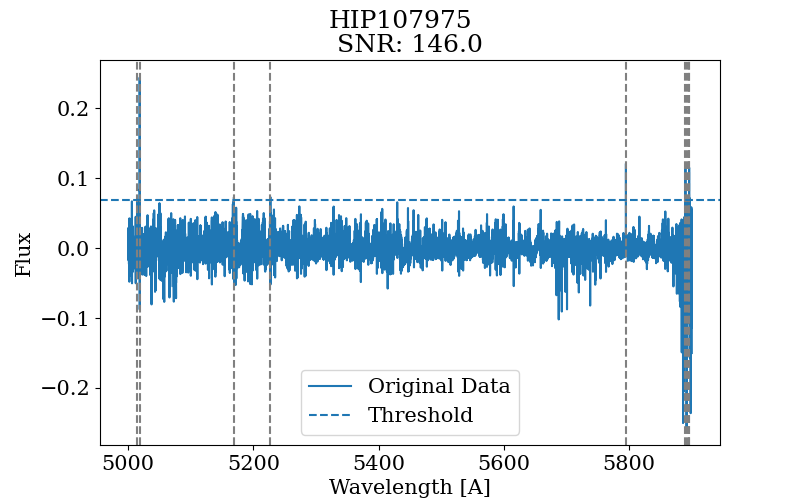 HIP107975
SNR: 146.0
Flux
0.2
0.1
0.0
−0.1
−0.2
Original Data
Threshold
5000 5200 5400 5600 5800
Wavelength [A]